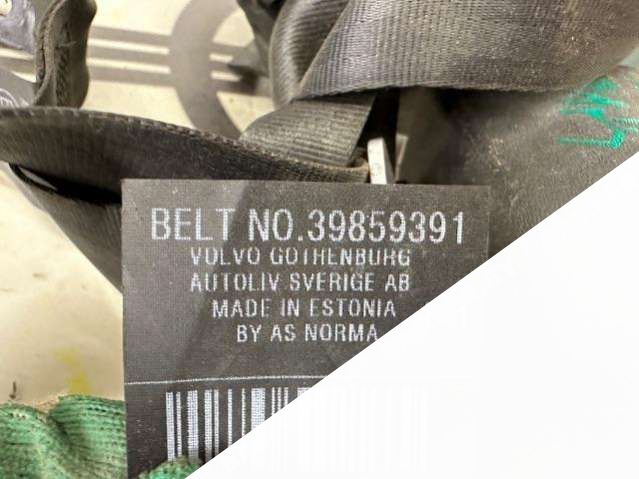 BELT NO.39859391
VOLVO GOTHENBURG
AUTOLIV SVERIGE AB
MADE IN ESTONIA
BY AS NORMA